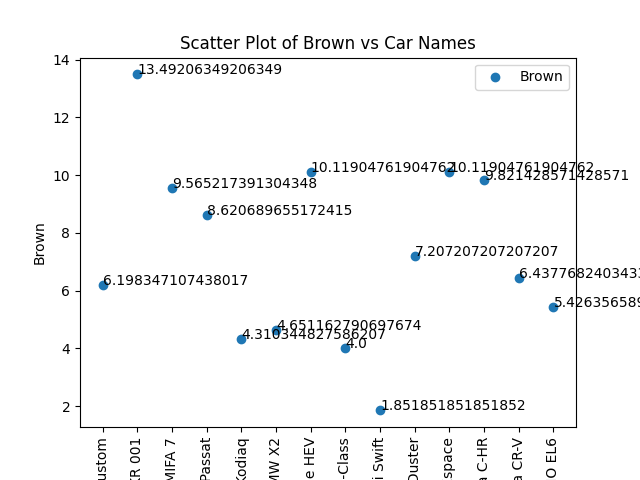 Scatter Plot of Brown vs Car Names
Brown
14
12
10
8
6
4
2
Brown
6.198347107438017
13.49206349206349
9.565217391304348
8.620689655172415
4.310344827586207
4.651162790697674
10.11904761904762
4.0
1.851851851851852
7.207207207207207
10.11904761904762
9.821428571428571
6.437768240343
5.426356589
ustom
R 001
MIFA 7
Passat
Kodiaq
MW X2
e HEV
-Class
i Swift
Duster
space
a C-HR
a CR-V
O EL6